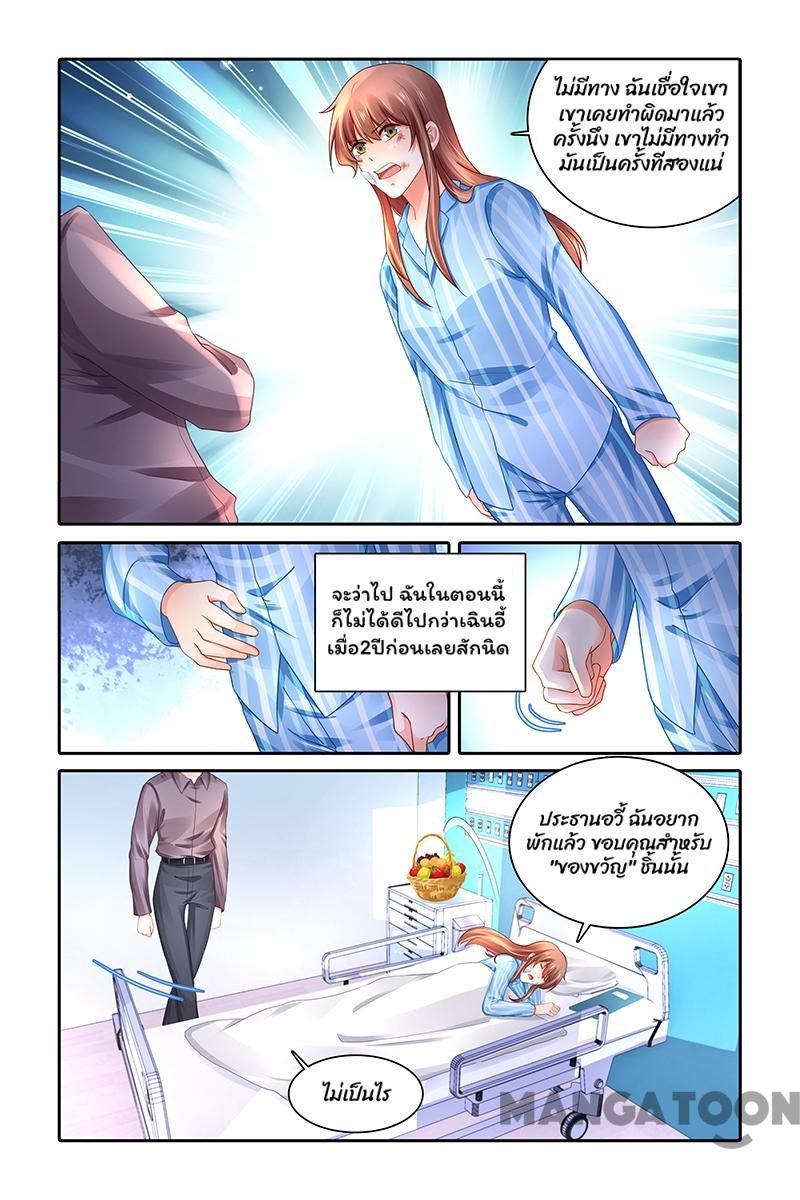 ไม่มีทาง ฉันเชื่อใจเขา
เขาเคยทำผิดมาแล้ว
ครั้งนึง เขาไม่มีทางทำ
มันเป็นครั้งที่สองแน่
จะว่าไป ฉันในตอนนี้
ก็ไม่ได้ดีไปกว่าเฉินอี้
เมื่อ2ปีก่อนเลยสักนิด
ประธานอวี้ ฉันอยาก
พักแล้ว ขอบคุณสำหรับ
"ของขวัญ" ชิ้นนั้น
ไม่เป็นไร
MANGATOON